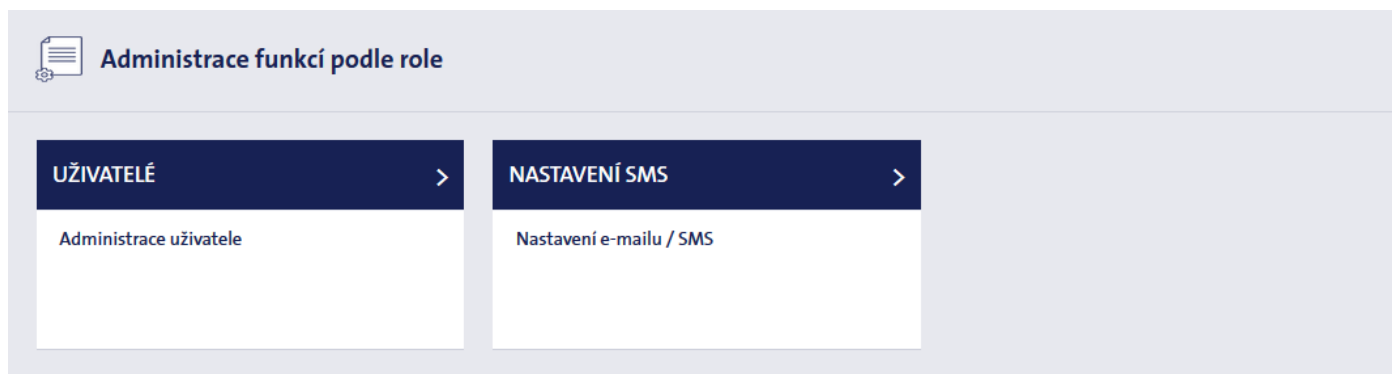 Administrace funkcí podle role
UŽIVATELÉ
Administrace uživatele
NASTAVENÍ SMS
Nastavení e-mailu / SMS